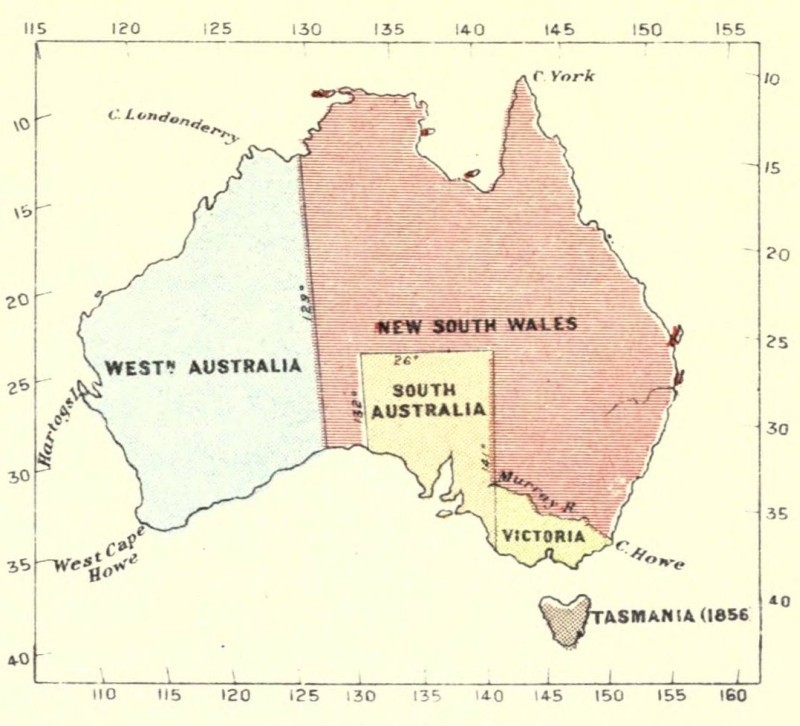 115 120 125 130 135 140 145 150 155
C. York
10
C. Londonderry
10
15
15
20
129°
20
NEW SOUTH WALES
25
WESTN AUSTRALIA
26°
25
SOUTH
AUSTRALIA
132°
Hartogs I.
30
141°
30
Murray R.
35
VICTORIA
West Cape
Howe
C. Howe
35
40
TASMANIA (1856
40
110 115 120 125 130 135 140 145 150 155 160